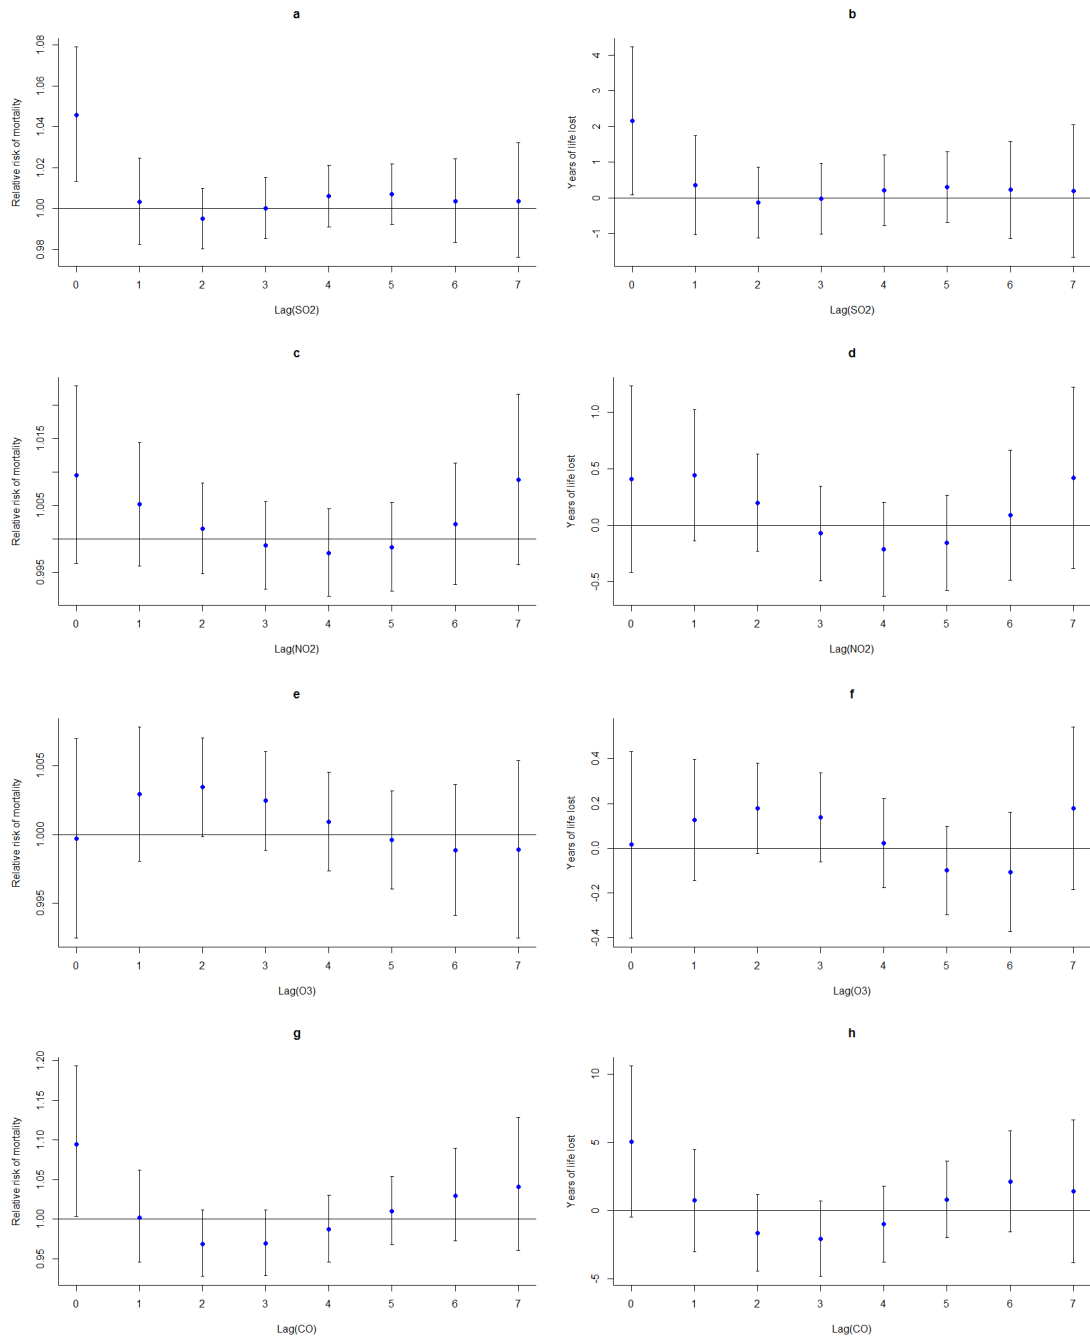 a
Relative risk of mortality
1.08
1.06
1.04
1.02
1.00
0.98
0 1 2 3 4 5 6 7
Lag(SO2)
b
Years of life lost
4
3
2
1
0
-1
0 1 2 3 4 5 6 7
Lag(SO2)
c
Relative risk of mortality
1.015
1.005
0.995
0 1 2 3 4 5 6 7
Lag(NO2)
d
Years of life lost
1.0
0.5
0.0
-0.5
0 1 2 3 4 5 6 7
Lag(NO2)
e
Relative risk of mortality
1.005
1.000
0.995
0 1 2 3 4 5 6 7
Lag(O3)
f
Years of life lost
0.4
0.2
0.0
-0.2
-0.4
0 1 2 3 4 5 6 7
Lag(O3)
g
Relative risk of mortality
1.20
1.15
1.10
1.05
1.00
0.95
0 1 2 3 4 5 6 7
Lag(CO)
h
Years of life lost
10
5
0
-5
0 1 2 3 4 5 6 7
Lag(CO)